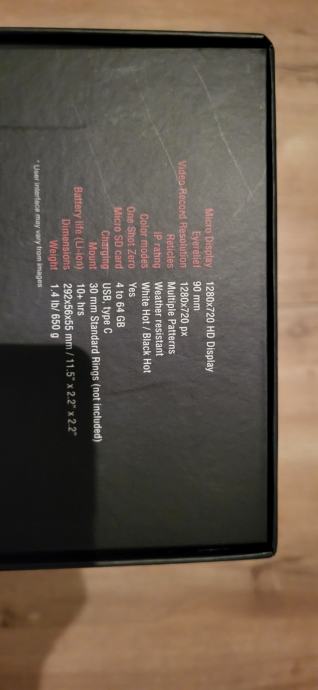 Micro Display 1280x720 HD Display
Eyerelief 90 mm
Video Record Resolution 1280x720 px
Reticles Multiple Patterns
IP rating Weather resistant
Color modes White Hot / Black Hot
One Shot Zero Yes
Micro SD card 4 to 64 GB
Charging USB, type C
Mount 30 mm Standard Rings (not included)
Battery life (Li-ion) 10+ hrs
Dimensions 292x56x55 mm / 11.5" x 2.2" x 2.2"
Weight 1.4 lb/ 650 g
* User interface may vary from images